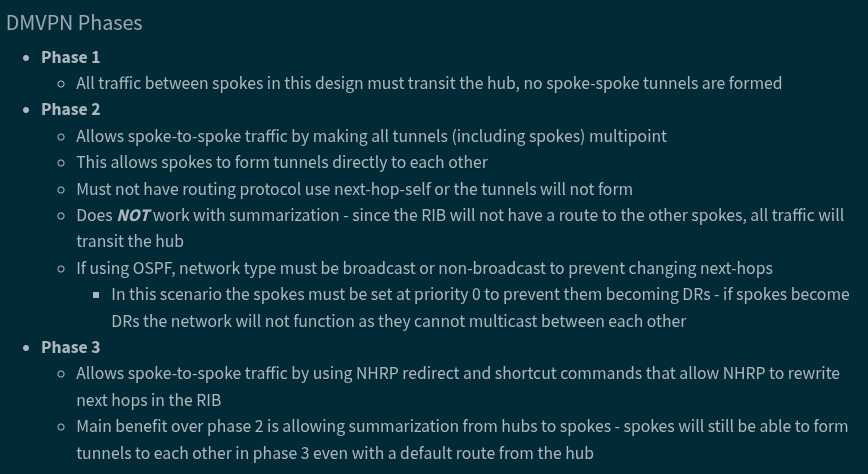 DMVPN Phases
• Phase 1
◦ All traffic between spokes in this design must transit the hub, no spoke-spoke tunnels are formed
• Phase 2
◦ Allows spoke-to-spoke traffic by making all tunnels (including spokes) multipoint
◦ This allows spokes to form tunnels directly to each other
◦ Must not have routing protocol use next-hop-self or the tunnels will not form
◦ Does NOT work with summarization - since the RIB will not have a route to the other spokes, all traffic will
transit the hub
◦ If using OSPF, network type must be broadcast or non-broadcast to prevent changing next-hops
▪ In this scenario the spokes must be set at priority 0 to prevent them becoming DRs - if spokes become
DRs the network will not function as they cannot multicast between each other
• Phase 3
◦ Allows spoke-to-spoke traffic by using NHRP redirect and shortcut commands that allow NHRP to rewrite
next hops in the RIB
◦ Main benefit over phase 2 is allowing summarization from hubs to spokes - spokes will still be able to form
tunnels to each other in phase 3 even with a default route from the hub